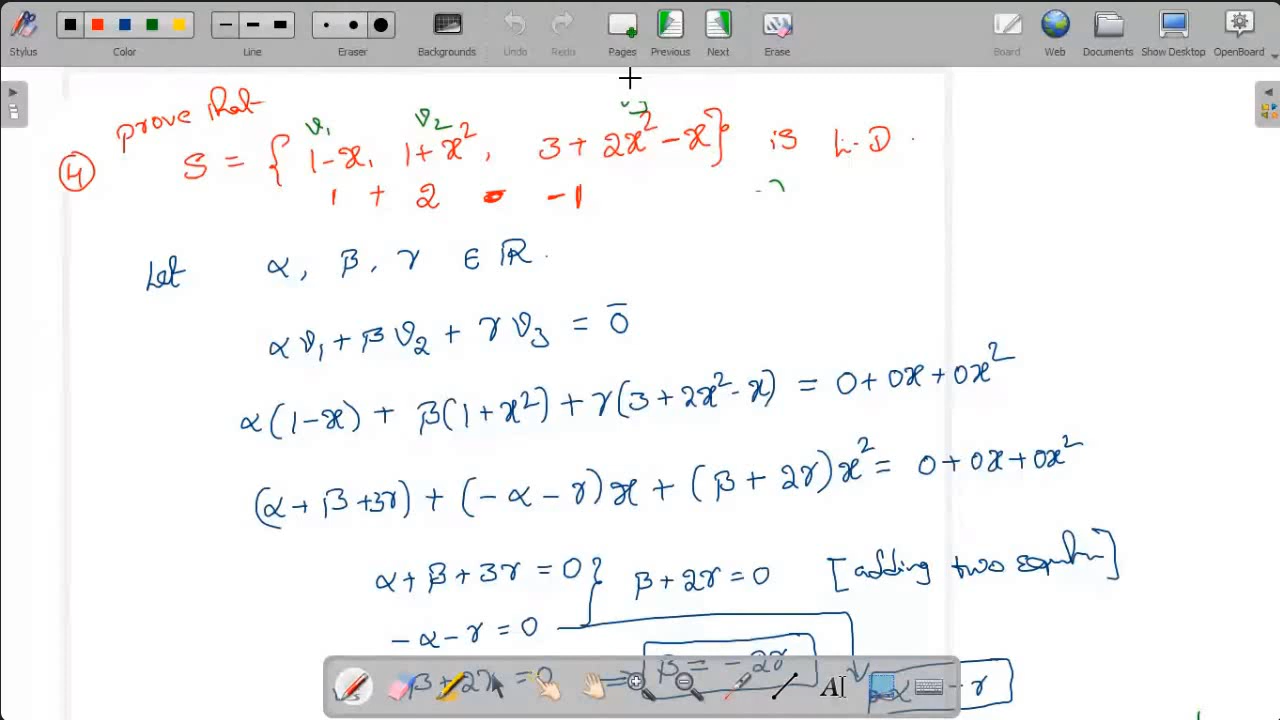 Stylus Color Line Eraser Backgrounds Undo Redo Pages Previous Next Erase Board Web Documents Show Desktop OpenBoard
prove that
v₁ v₂
④ S = { 1-x, 1+x², 3+2x²-x} is L.D.
1 + 2 -1
Let α, β, γ ∈ ℝ.
αv₁ + βv₂ + γv₃ = 0̄
α(1-x) + β(1+x²) + γ(3+2x²-x) = 0+0x+0x²
(α+β+3γ) + (-α-γ)x + (β+2γ)x² = 0+0x+0x²
α+β+3γ = 0 } β+2γ = 0 [adding two
-α-γ = 0
β+2γ = 0 ⇒ β = -2γ